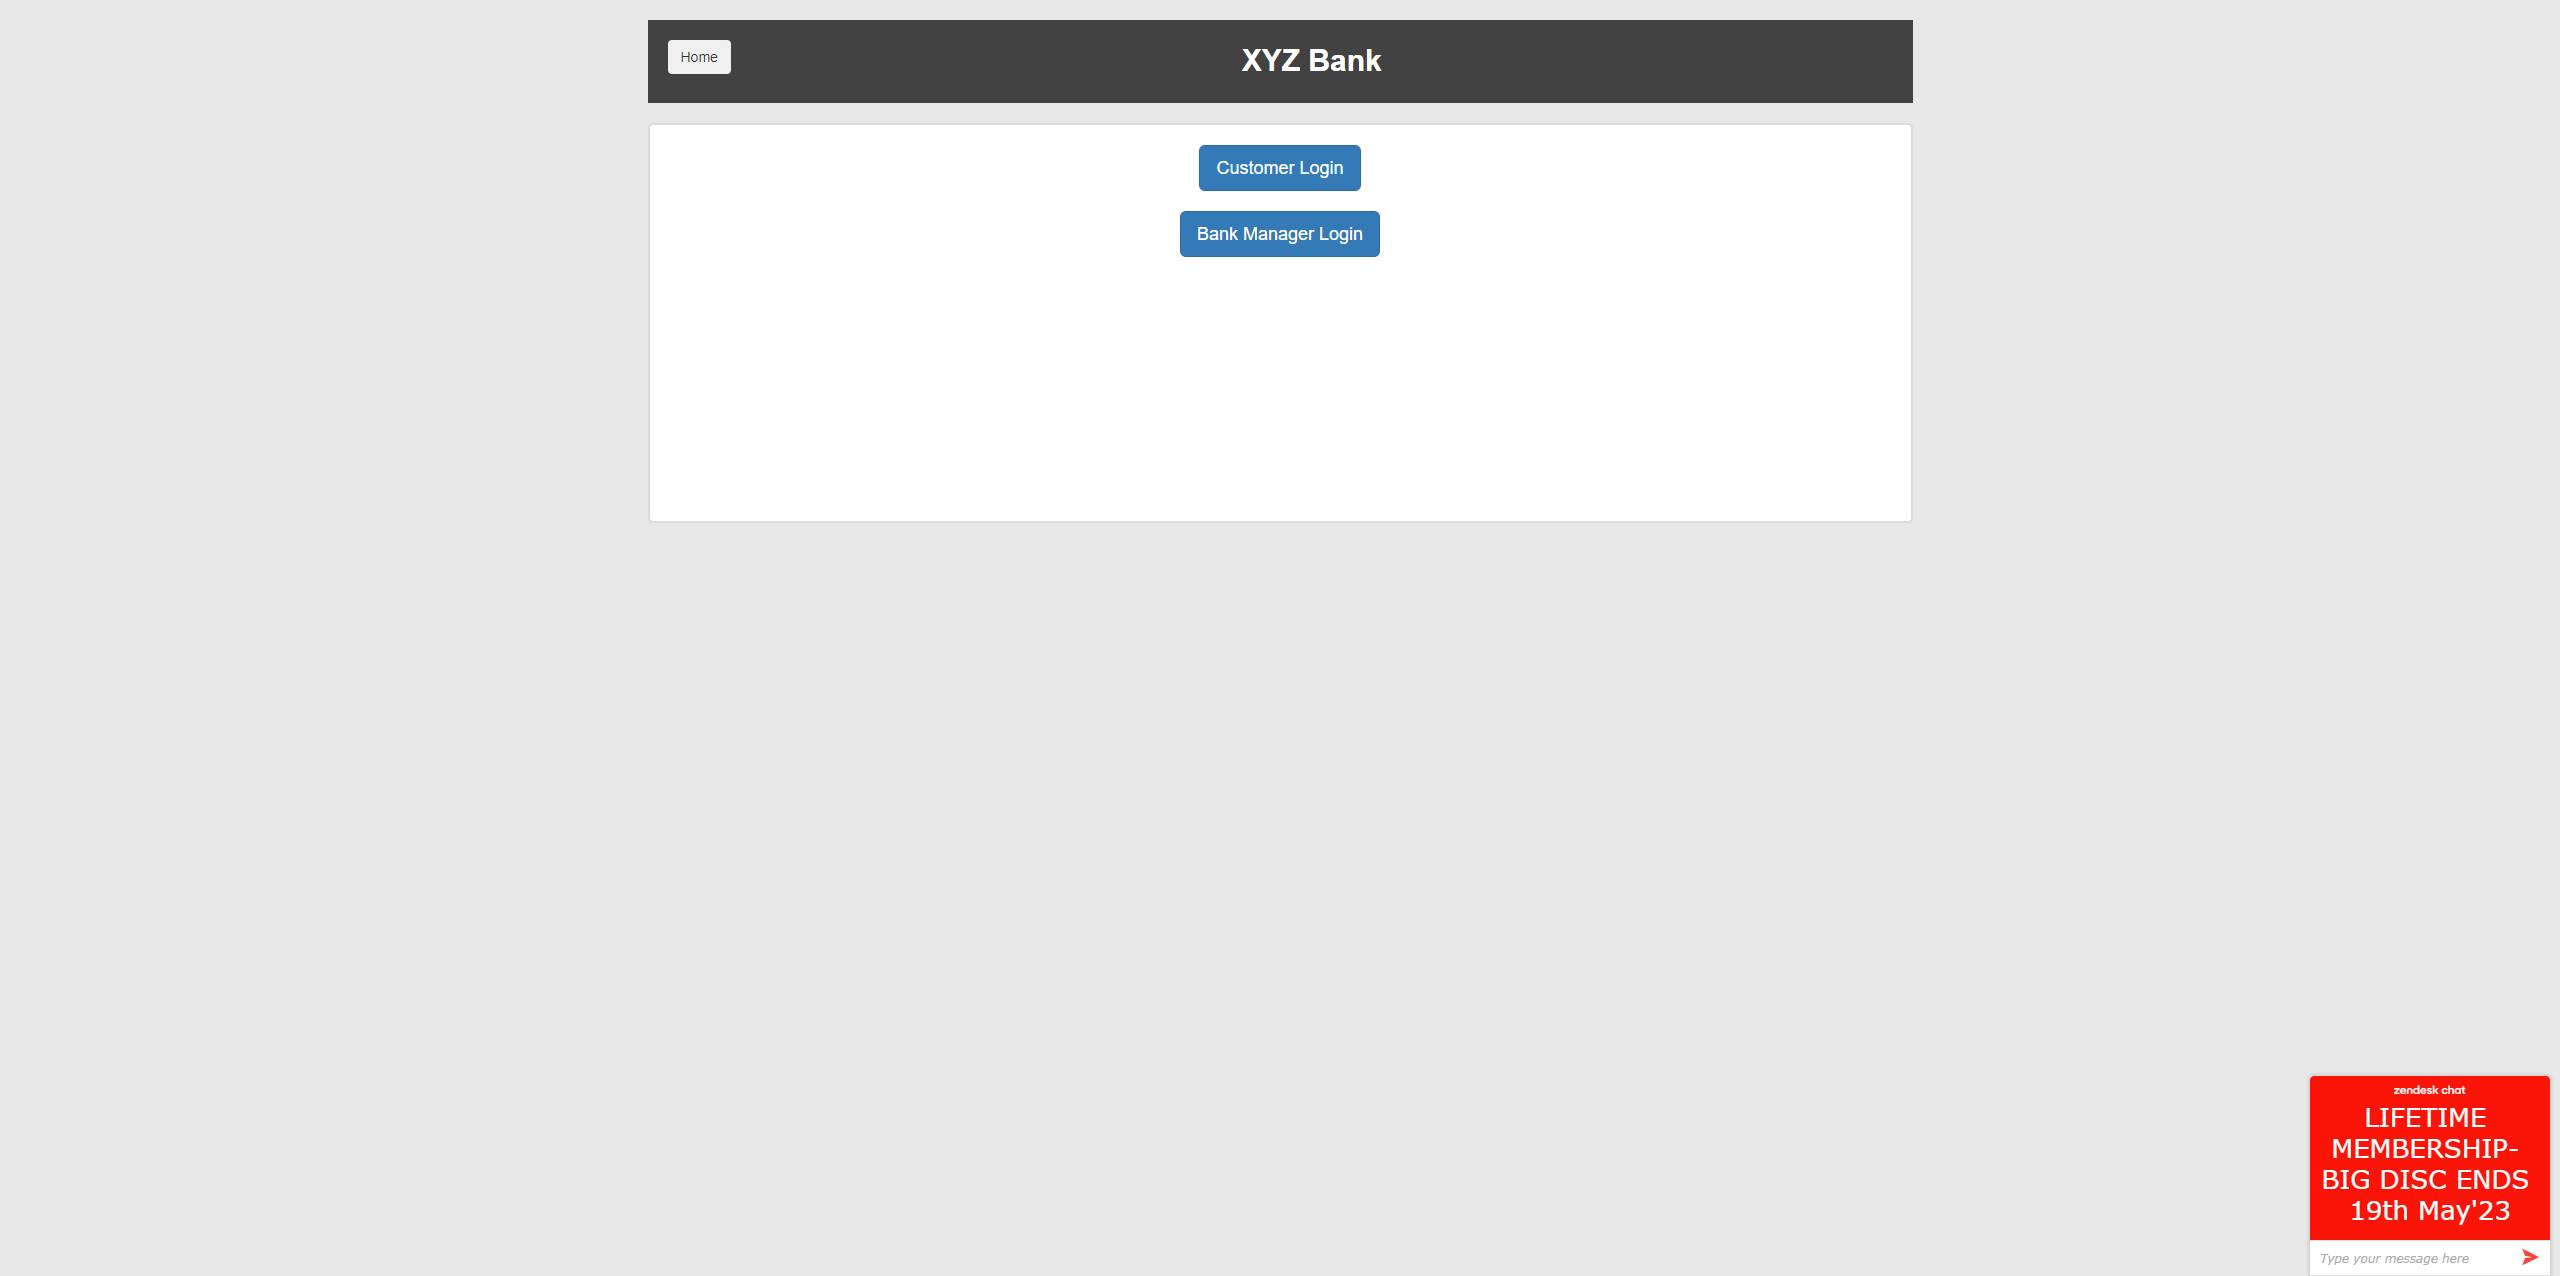 Home
XYZ Bank
Customer Login
Bank Manager Login
zendesk chat
LIFETIME
MEMBERSHIP-
BIG DISC ENDS
19th May'23
Type your message here